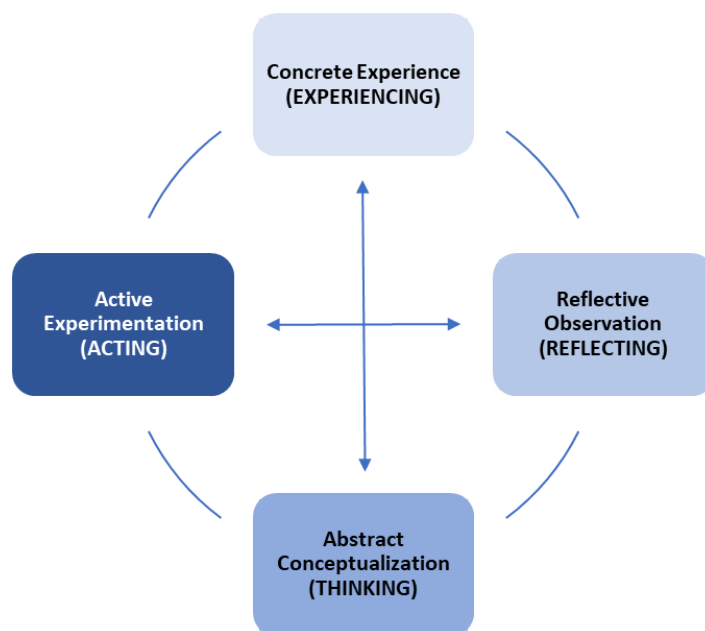 Concrete Experience
(EXPERIENCING)
Active
Experimentation
(ACTING)
Reflective
Observation
(REFLECTING)
Abstract
Conceptualization
(THINKING)